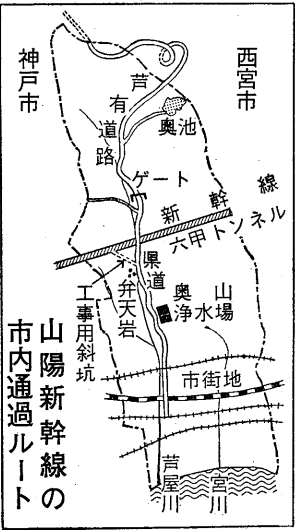 山陽新幹線の
市内通過ルート
西宮市
神戸市
芦有道路
奥池
ゲート
新幹線
六甲トンネル
県道
弁天岩
工事用斜坑
奥山浄水場
市街地
芦屋川
宮川